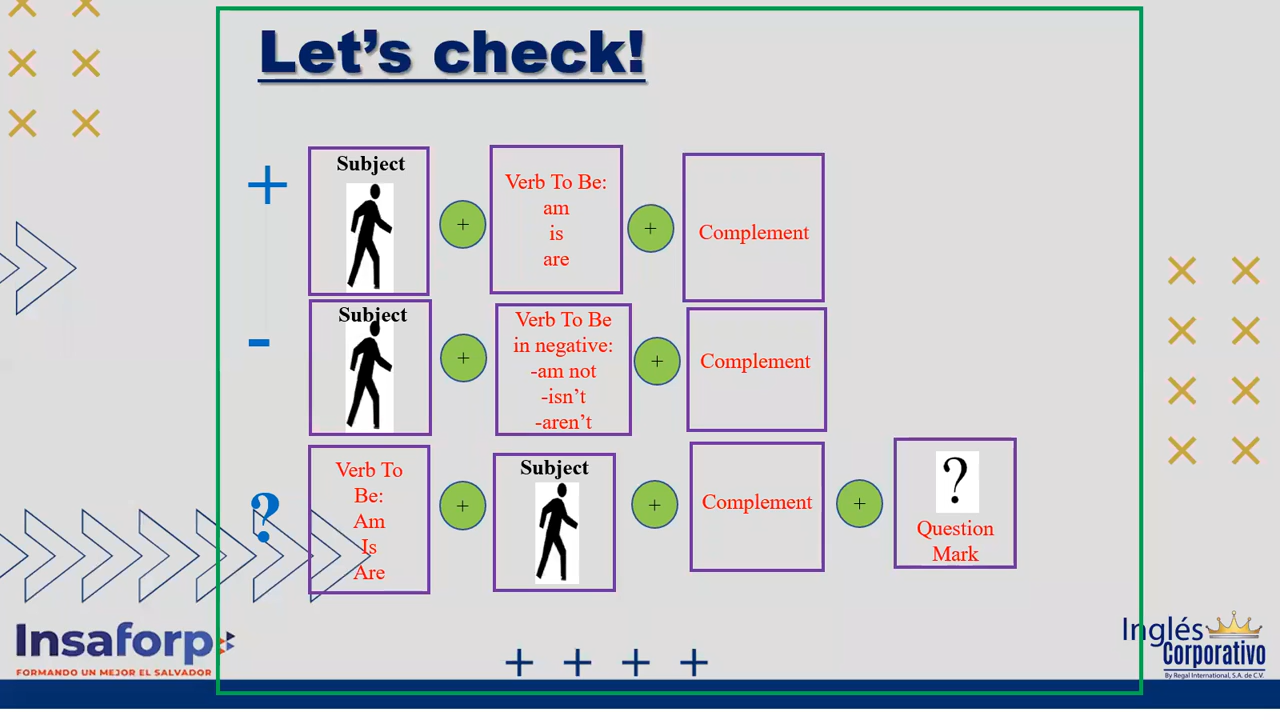 Let's check!
+
Subject
+
Verb To Be:
am
is
are
+
Complement
-
Subject
+
Verb To Be
in negative:
-am not
-isn't
-aren't
+
Complement
?
Verb To
Be:
Am
Is
Are
+
Subject
+
Complement
+
?
Question
Mark
Insaforp
FORMANDO UN MEJOR EL SALVADOR
Inglés
Corporativo
By Regal International, S.A. de C.V.